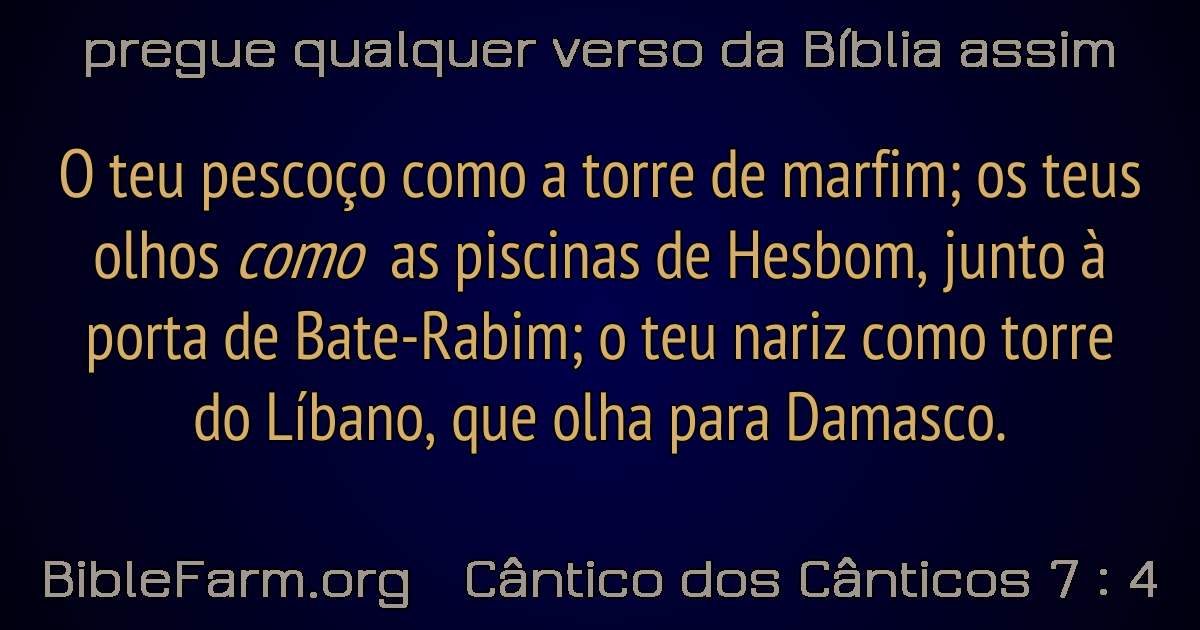 pregue qualquer verso da Bíblia assim
O teu pescoço como a torre de marfim; os teus
olhos como as piscinas de Hesbom, junto à
porta de Bate-Rabim; o teu nariz como torre
do Líbano, que olha para Damasco.
BibleFarm.org Cântico dos Cânticos 7 : 4